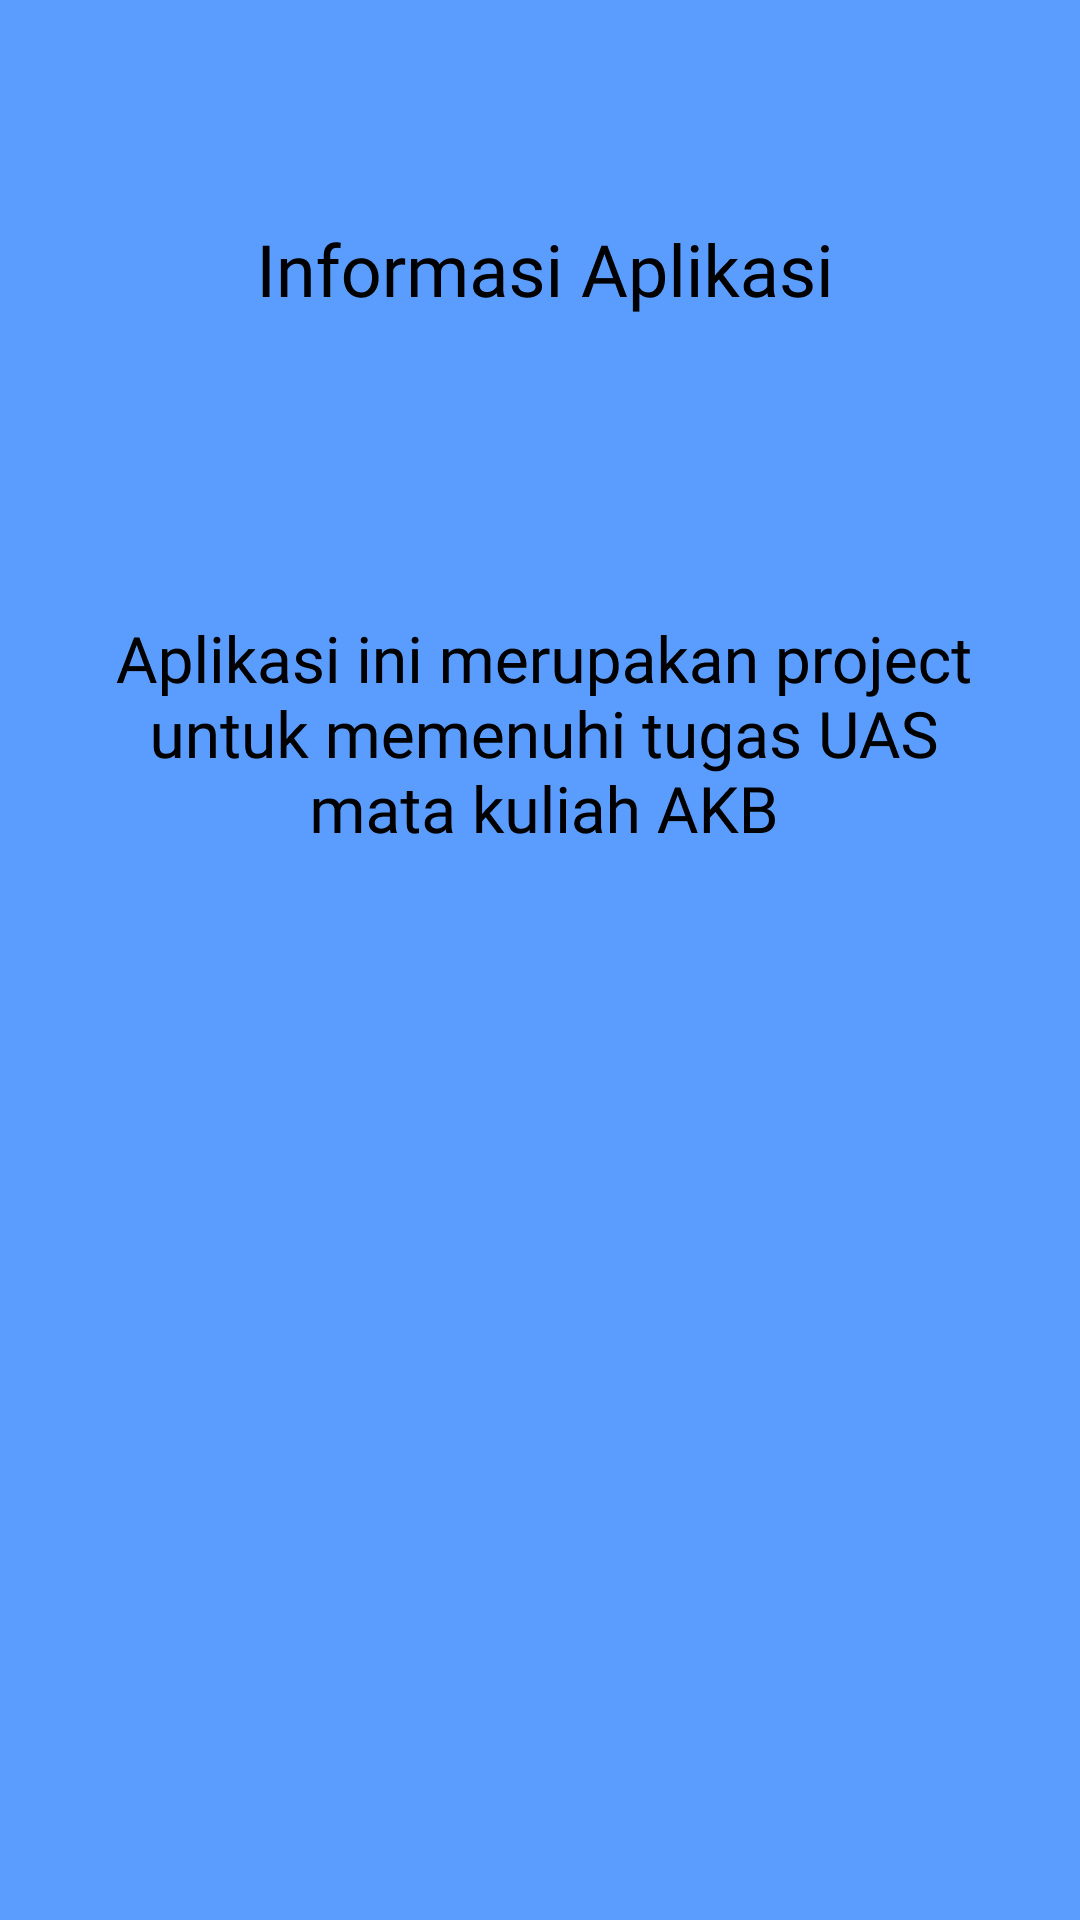 Informasi Aplikasi
Aplikasi ini merupakan project
untuk memenuhi tugas UAS
mata kuliah AKB